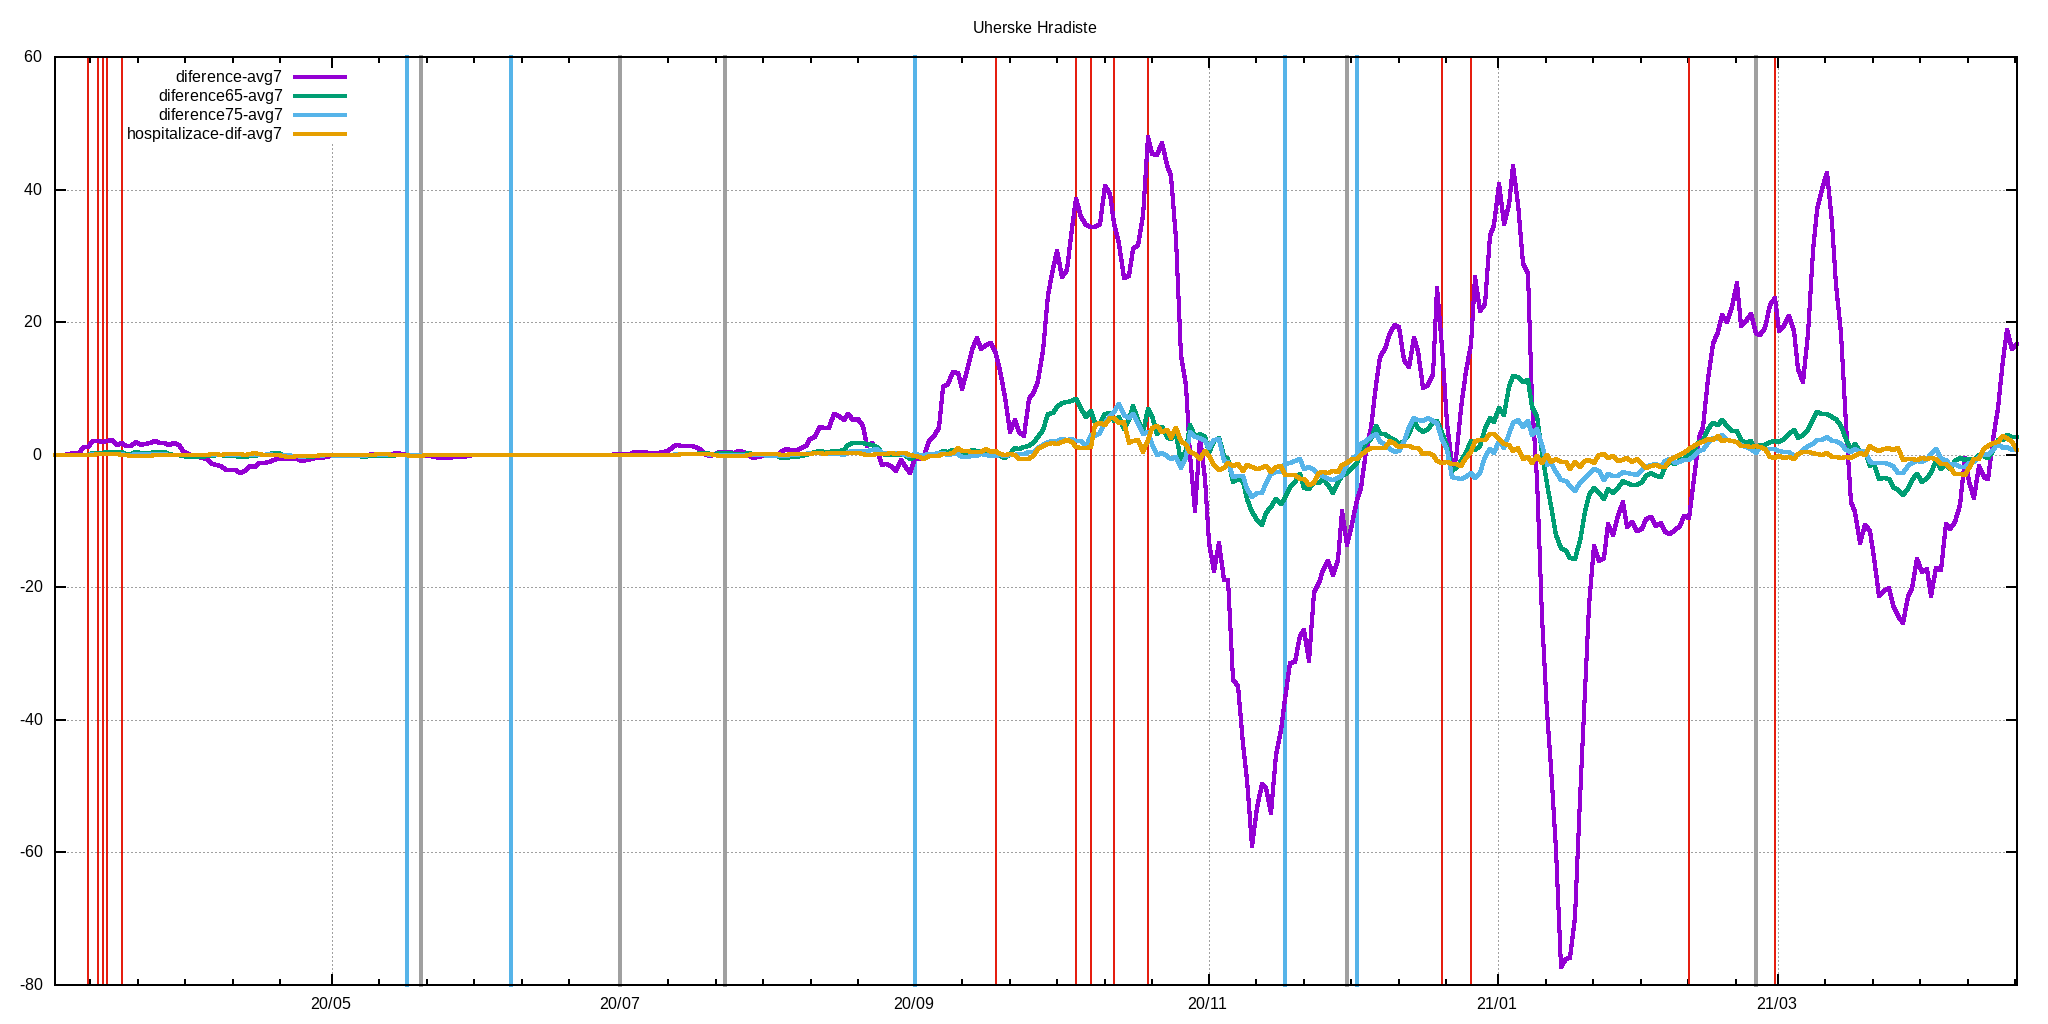 Uherske Hradiste
60
40
20
0
-20
-40
-60
-80
diference-avg7
diference65-avg7
diference75-avg7
hospitalizace-dif-avg7
20/05
20/07
20/09
20/11
21/01
21/03